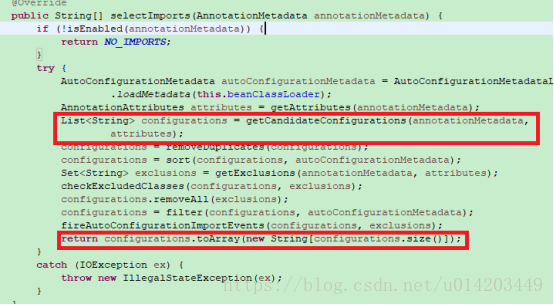 @Override
public String[] selectImports(AnnotationMetadata annotationMetadata) {
if (!isEnabled(annotationMetadata)) {
return NO_IMPORTS;
}
try {
AutoConfigurationMetadata autoConfigurationMetadata = AutoConfigurationMetadataL
.loadMetadata(this.beanClassLoader);
AnnotationAttributes attributes = getAttributes(annotationMetadata);
List<String> configurations = getCandidateConfigurations(annotationMetadata,
attributes);
configurations = removeDuplicates(configurations);
configurations = sort(configurations, autoConfigurationMetadata);
Set<String> exclusions = getExclusions(annotationMetadata, attributes);
checkExcludedClasses(configurations, exclusions);
configurations.removeAll(exclusions);
configurations = filter(configurations, autoConfigurationMetadata);
fireAutoConfigurationImportEvents(configurations, exclusions);
return configurations.toArray(new String[configurations.size()]);
}
catch (IOException ex) {
throw new IllegalStateException(ex);
}
https://blog.csdn.net/u014203449